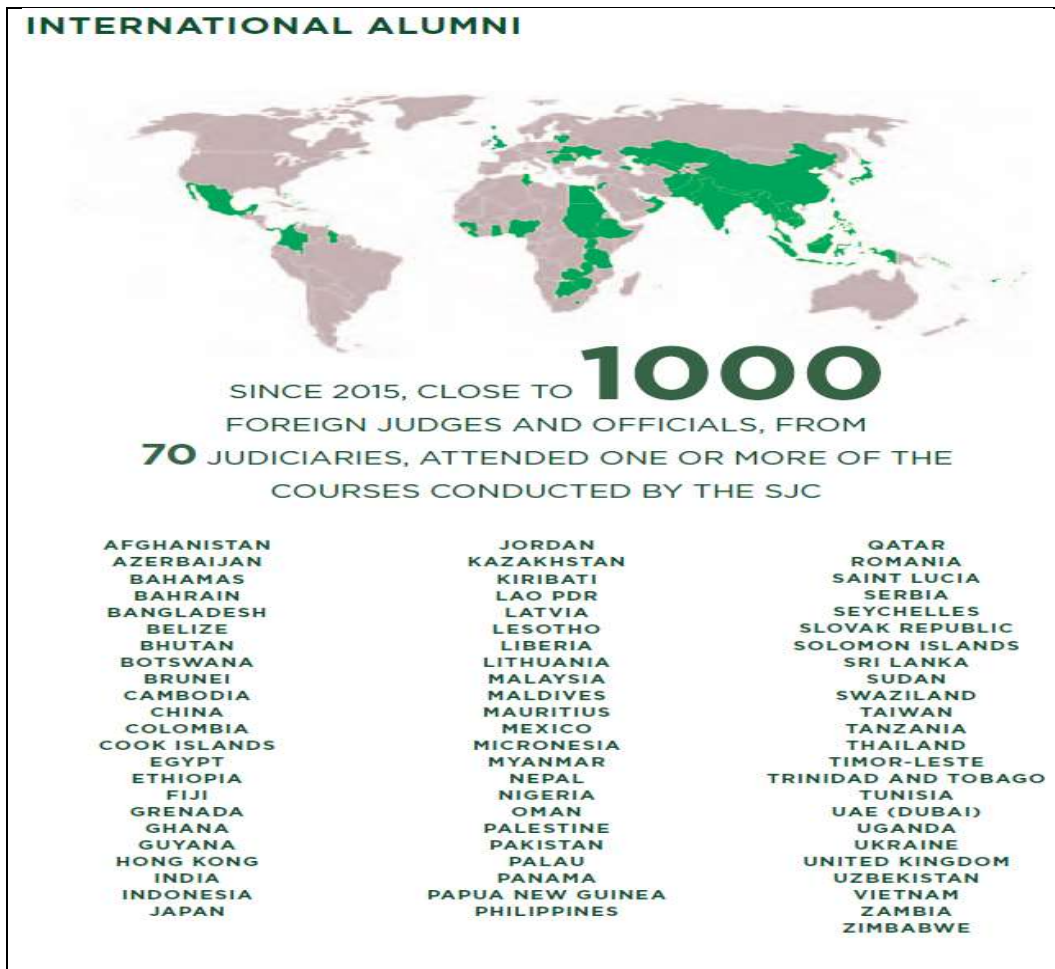 INTERNATIONAL ALUMNI
SINCE 2015, CLOSE TO 1000
FOREIGN JUDGES AND OFFICIALS, FROM
70 JUDICIARIES, ATTENDED ONE OR MORE OF THE
COURSES CONDUCTED BY THE SJC
AFGHANISTAN
AZERBAIJAN
BAHAMAS
BAHRAIN
BANGLADESH
BELIZE
BHUTAN
BOTSWANA
BRUNEI
CAMBODIA
CHINA
COLOMBIA
COOK ISLANDS
EGYPT
ETHIOPIA
FIJI
GRENADA
GHANA
GUYANA
HONG KONG
INDIA
INDONESIA
JAPAN
JORDAN
KAZAKHSTAN
KIRIBATI
LAO PDR
LATVIA
LESOTHO
LIBERIA
LITHUANIA
MALAYSIA
MALDIVES
MAURITIUS
MEXICO
MICRONESIA
MYANMAR
NEPAL
NIGERIA
OMAN
PALESTINE
PAKISTAN
PALAU
PANAMA
PAPUA NEW GUINEA
PHILIPPINES
QATAR
ROMANIA
SAINT LUCIA
SERBIA
SEYCHELLES
SLOVAK REPUBLIC
SOLOMON ISLANDS
SRI LANKA
SUDAN
SWAZILAND
TAIWAN
TANZANIA
THAILAND
TIMOR-LESTE
TRINIDAD AND TOBAGO
TUNISIA
UAE (DUBAI)
UGANDA
UKRAINE
UNITED KINGDOM
UZBEKISTAN
VIETNAM
ZAMBIA
ZIMBABWE